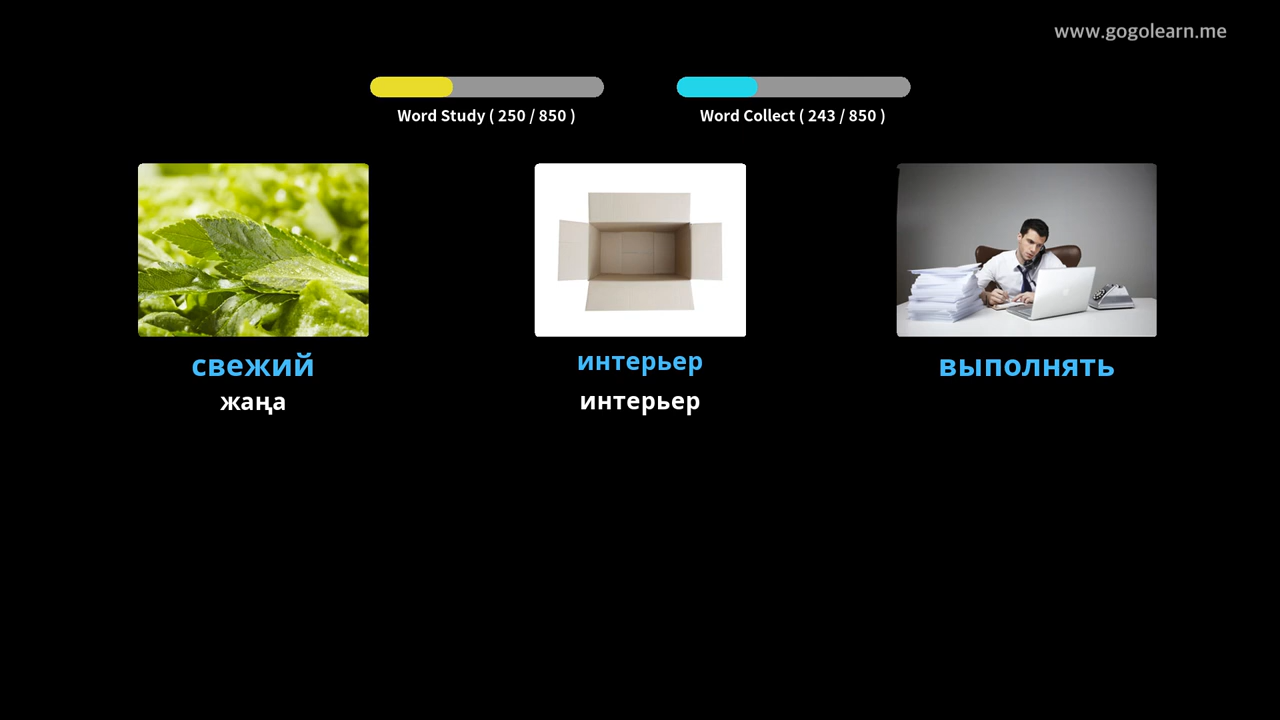 www.gogolearn.me
Word Study ( 250 / 850 )
Word Collect ( 243 / 850 )
свежий
жаңа
интерьер
интерьер
выполнять